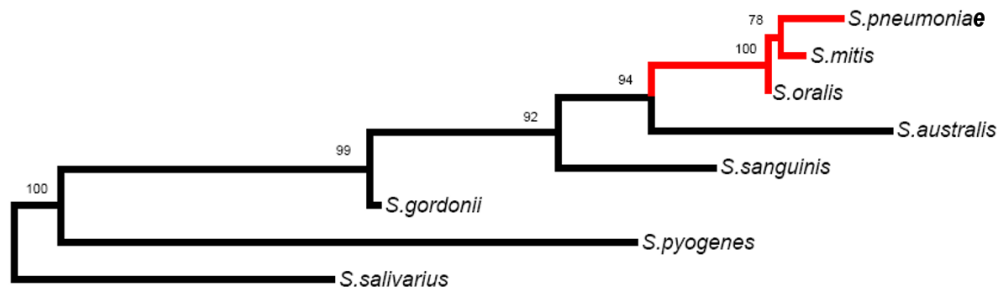 78 S.pneumoniae
100 S.mitis
94 S.oralis
92 S.australis
99 S.sanguinis
100 S.gordonii
S.pyogenes
S.salivarius